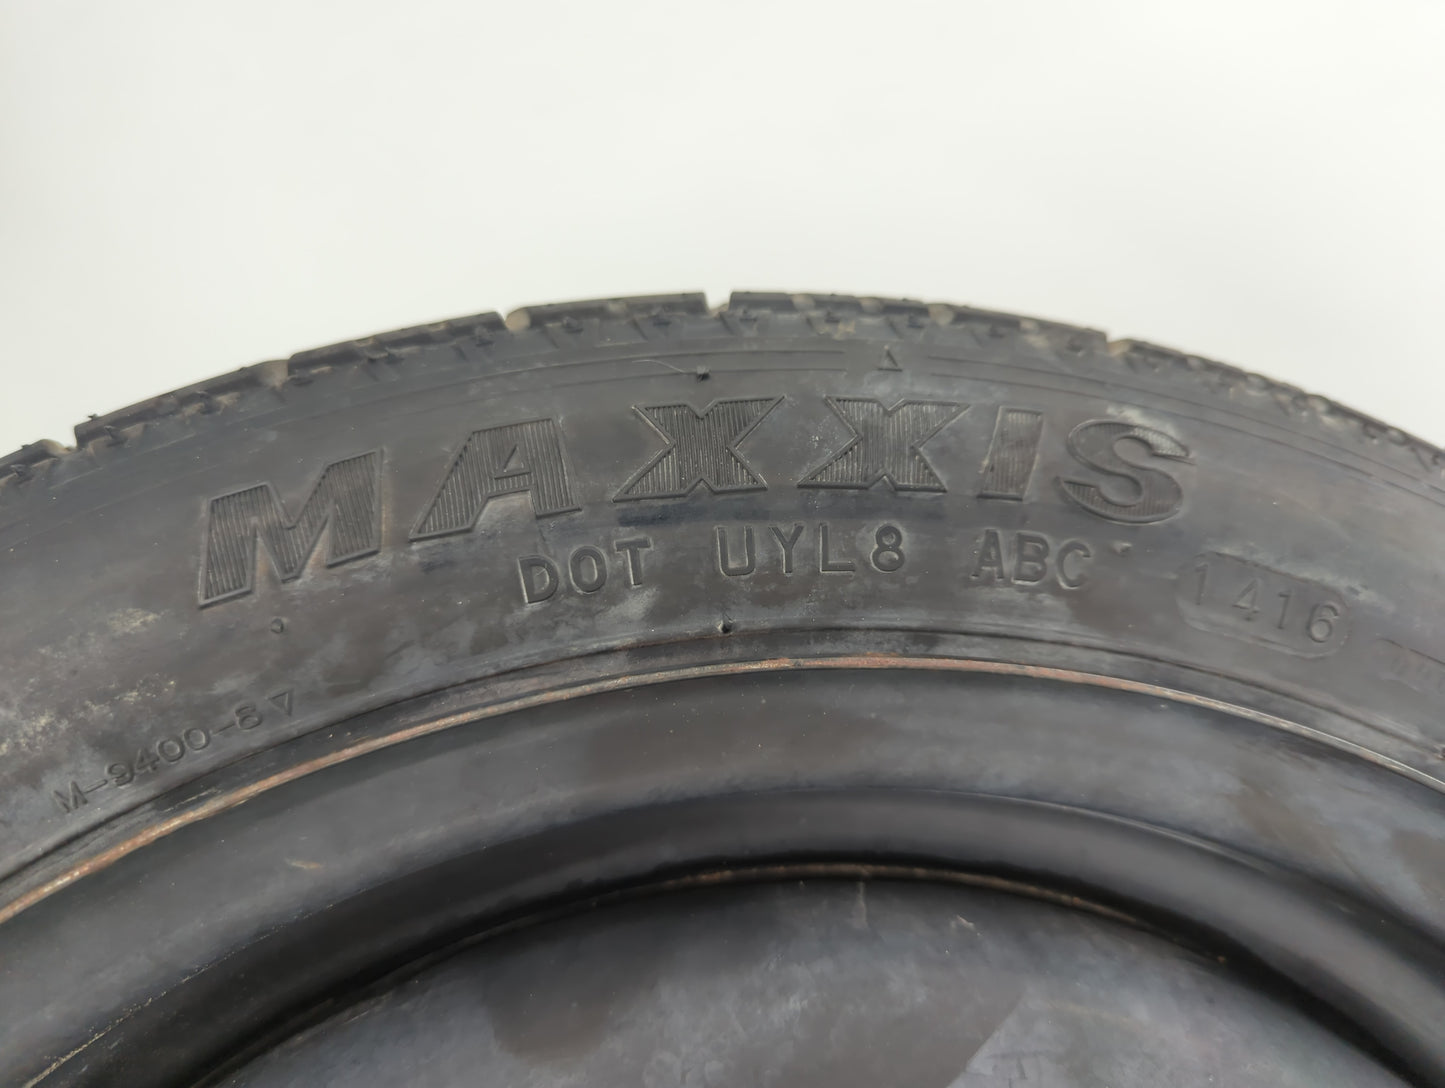 MAXXIS
DOT UYL8 ABC 1416
M-9400-8